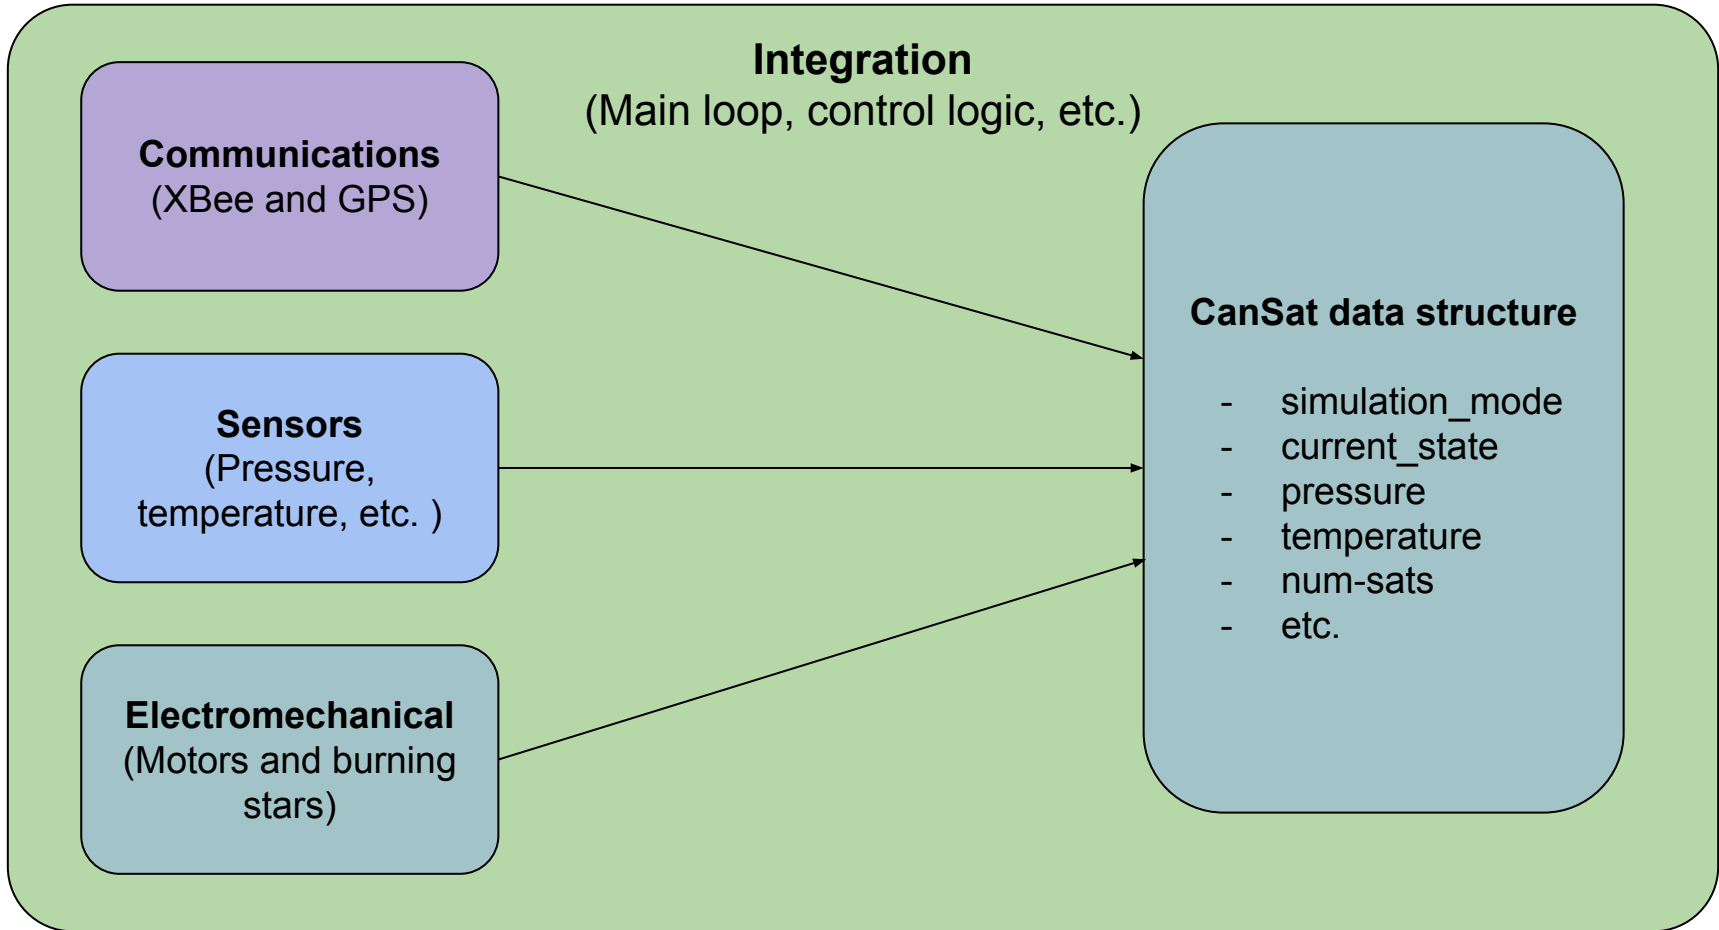 Integration
(Main loop, control logic, etc.)
Communications
(XBee and GPS)
Sensors
(Pressure,
temperature, etc. )
Electromechanical
(Motors and burning
stars)
CanSat data structure
- simulation_mode
- current_state
- pressure
- temperature
- num-sats
- etc.